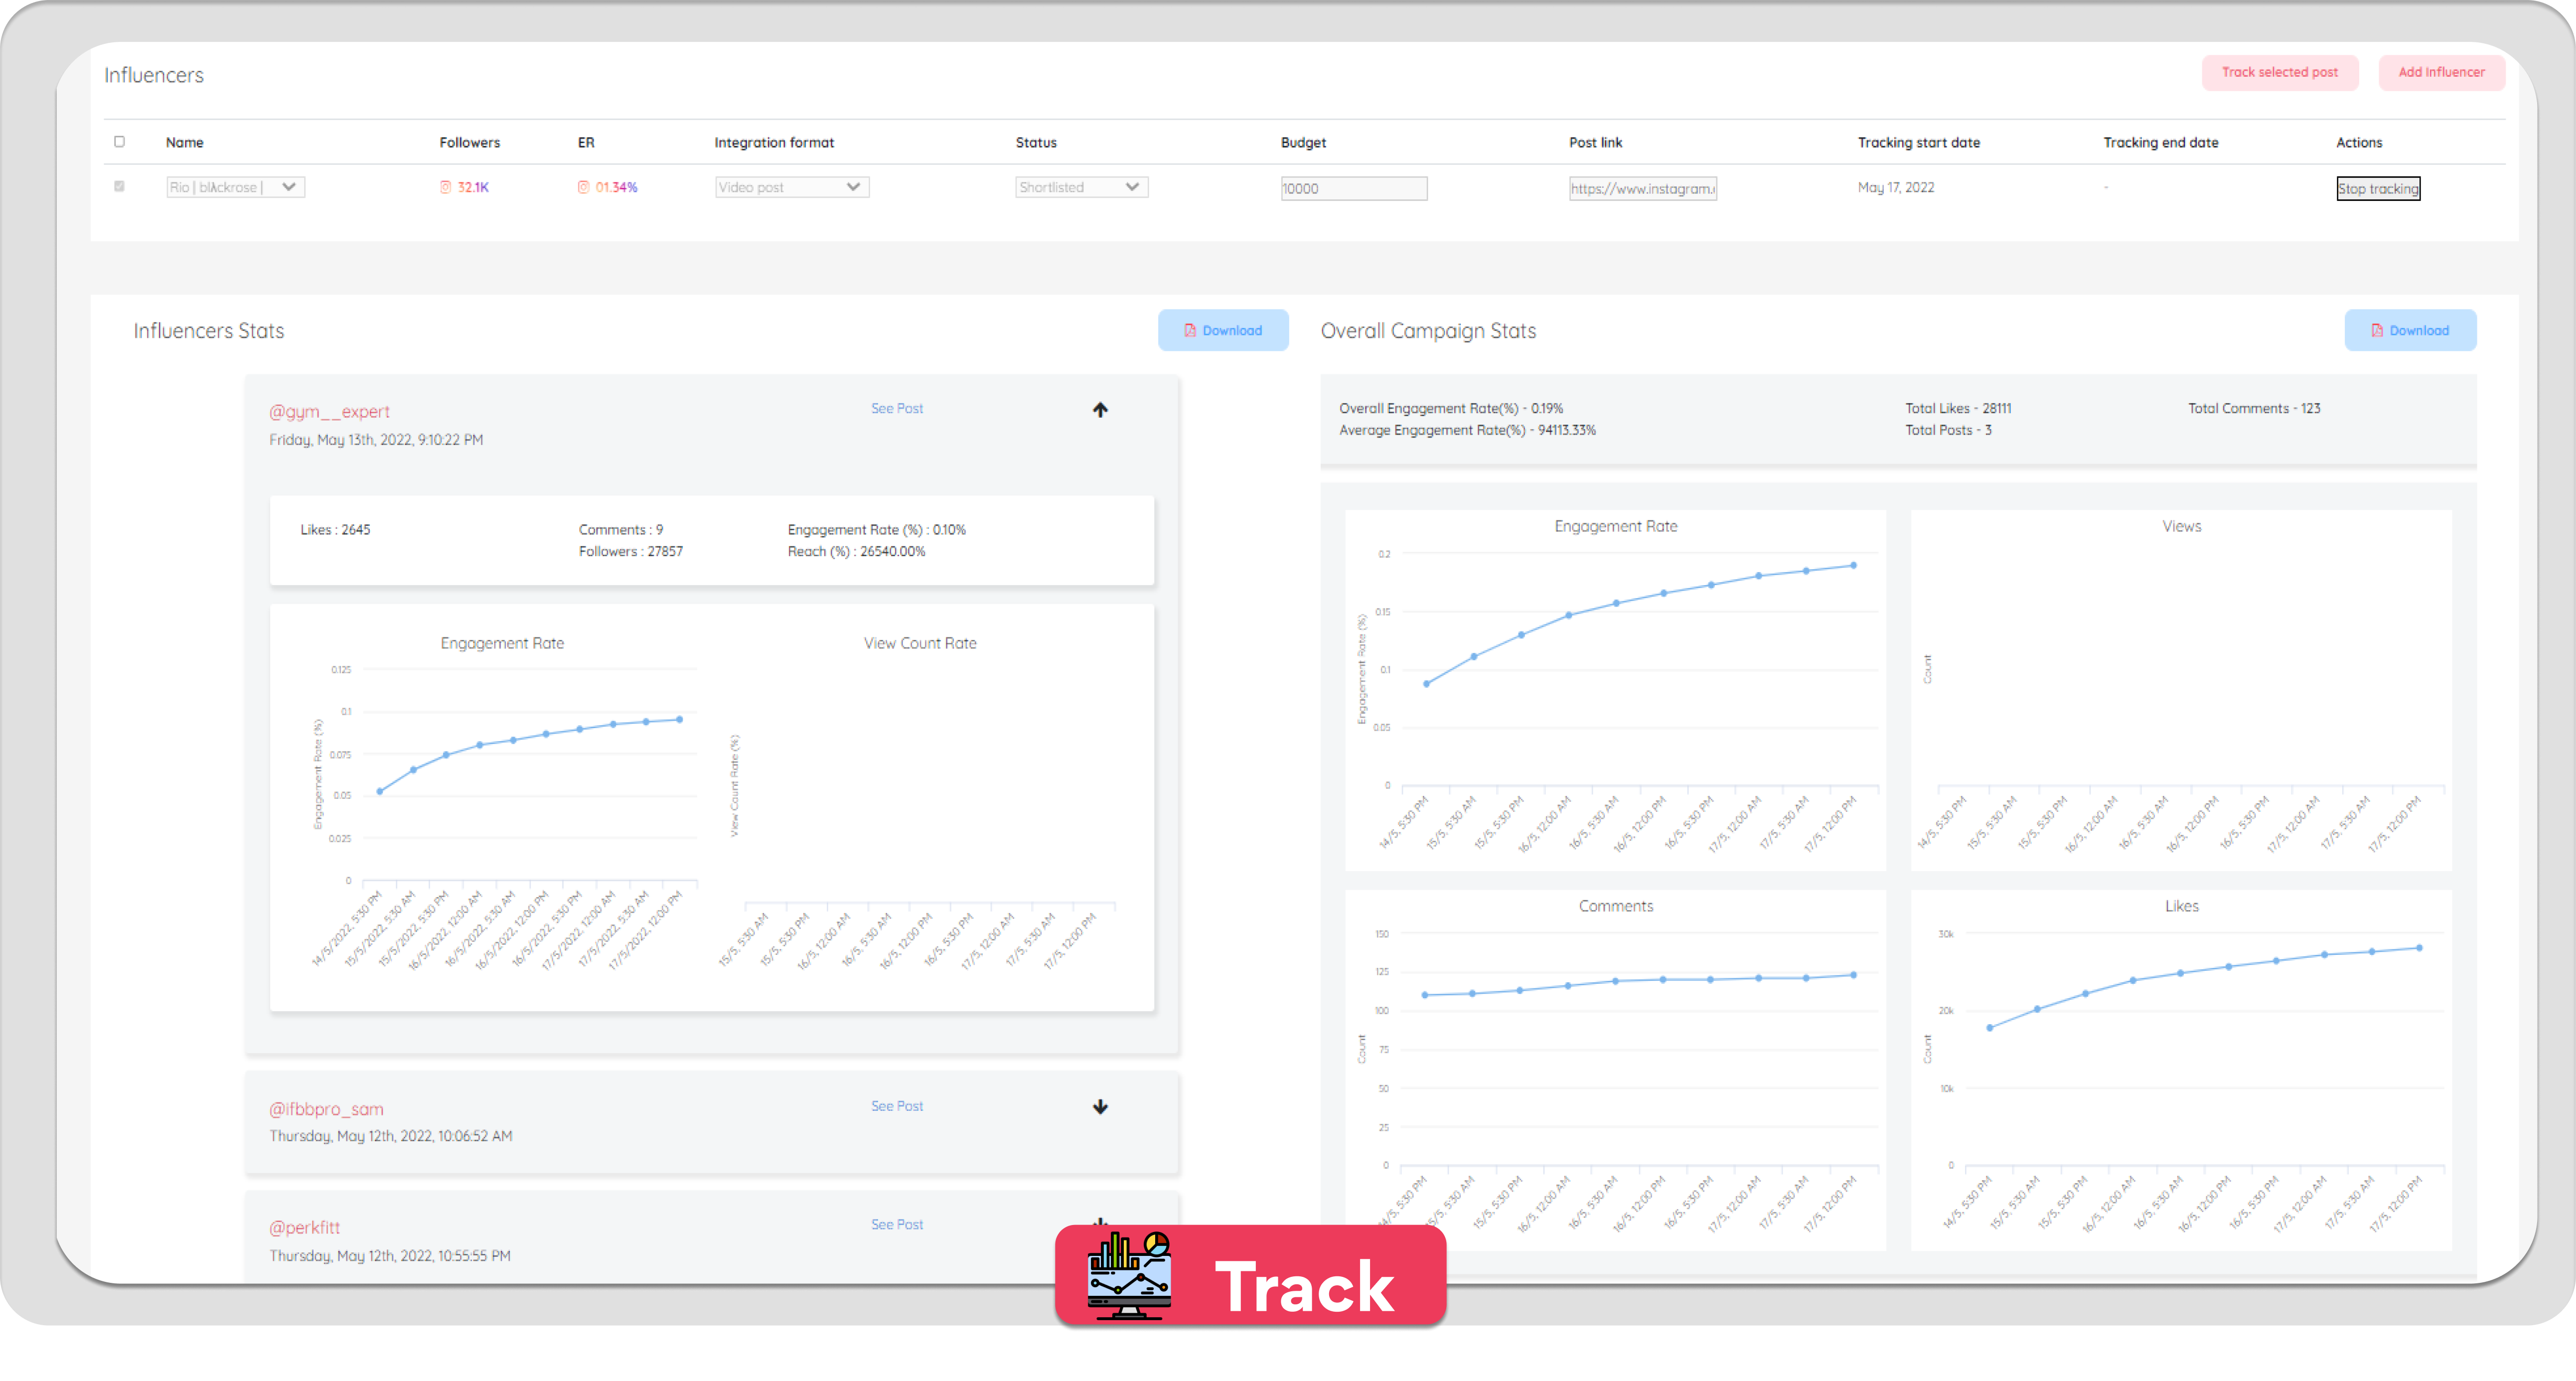 Influencers
Track selected post
Add Influencer
Name
Followers
ER
Integration format
Status
Budget
Post link
Tracking start date
Tracking end date
Actions
Rio | blλckrose |
32.1K
01.34%
Video post
Shortlisted
10000
https://www.instagram.
May 17, 2022
-
Stop tracking
Influencers Stats
Download
@gym__expert
See Post
Friday, May 13th, 2022, 9:10:22 PM
Likes : 2645
Comments : 9
Engagement Rate (%) : 0.10%
Followers : 27857
Reach (%) : 26540.00%
Engagement Rate
Engagement Rate (%)
0.125
0.1
0.075
0.05
0.025
0
14/5/2022, 5:30 PM
15/5/2022, 5:30 AM
15/5/2022, 5:30 PM
16/5/2022, 12:00 AM
16/5/2022, 5:30 AM
16/5/2022, 12:00 PM
16/5/2022, 5:30 PM
17/5/2022, 12:00 AM
17/5/2022, 5:30 AM
17/5/2022, 12:00 PM
View Count Rate
View Count Rate (%)
15/5, 5:30 AM
15/5, 5:30 PM
16/5, 12:00 AM
16/5, 5:30 AM
16/5, 12:00 PM
16/5, 5:30 PM
17/5, 12:00 AM
17/5, 5:30 AM
17/5, 12:00 PM
@ifbbpro_sam
See Post
Thursday, May 12th, 2022, 10:06:52 AM
@perkfitt
See Post
Thursday, May 12th, 2022, 10:55:55 PM
Overall Campaign Stats
Download
Overall Engagement Rate(%) - 0.19%
Total Likes - 28111
Total Comments - 123
Average Engagement Rate(%) - 94113.33%
Total Posts - 3
Engagement Rate
Engagement Rate (%)
0.2
0.15
0.1
0.05
0
14/5, 5:30 PM
15/5, 5:30 AM
15/5, 5:30 PM
16/5, 12:00 AM
16/5, 5:30 AM
16/5, 12:00 PM
16/5, 5:30 PM
17/5, 12:00 AM
17/5, 5:30 AM
17/5, 12:00 PM
Views
Count
14/5, 5:30 PM
15/5, 5:30 AM
15/5, 5:30 PM
16/5, 12:00 AM
16/5, 5:30 AM
16/5, 12:00 PM
16/5, 5:30 PM
17/5, 12:00 AM
17/5, 5:30 AM
17/5, 12:00 PM
Comments
Count
150
125
100
75
50
25
0
14/5, 5:30 PM
15/5, 5:30 AM
15/5, 5:30 PM
16/5, 12:00 AM
16/5, 5:30 AM
16/5, 12:00 PM
16/5, 5:30 PM
17/5, 12:00 AM
17/5, 5:30 AM
17/5, 12:00 PM
Likes
Count
30k
20k
10k
0
14/5, 5:30 PM
15/5, 5:30 AM
15/5, 5:30 PM
16/5, 12:00 AM
16/5, 5:30 AM
16/5, 12:00 PM
16/5, 5:30 PM
17/5, 12:00 AM
17/5, 5:30 AM
17/5, 12:00 PM
Track